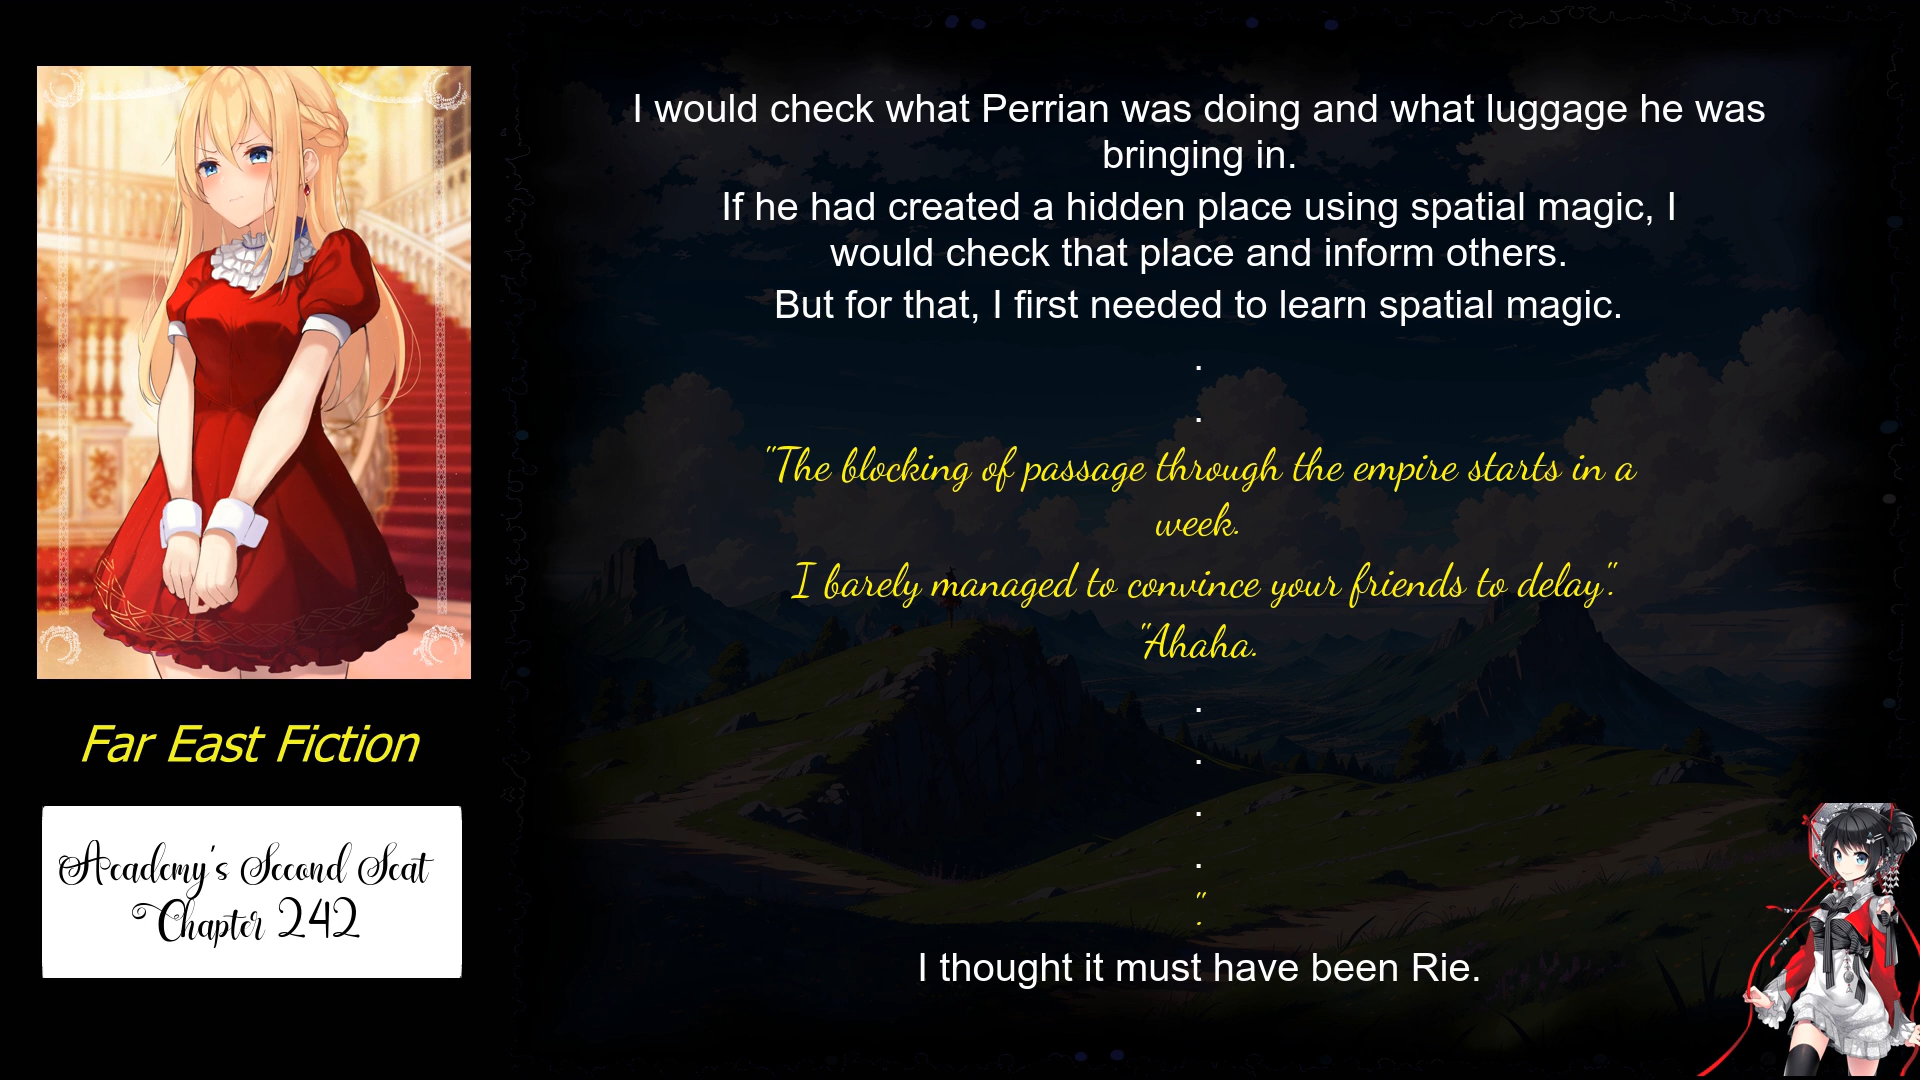 I would check what Perrian was doing and what luggage he was
bringing in.
If he had created a hidden place using spatial magic, I
would check that place and inform others.
But for that, I first needed to learn spatial magic.
.
.
"The blocking of passage through the empire starts in a
week.
I barely managed to convince your friends to delay."
"Ahaha.
.
.
.
.
."
I thought it must have been Rie.
Far East Fiction
Academy's Second Seat
Chapter 242